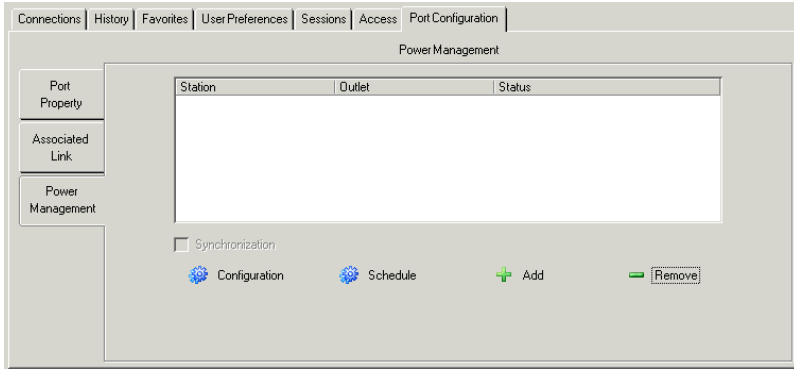 Connections History Favorites User Preferences Sessions Access Port Configuration
Power Management
Port
Property
Associated
Link
Power
Management
Station Outlet Status
Synchronization
Configuration Schedule Add Remove